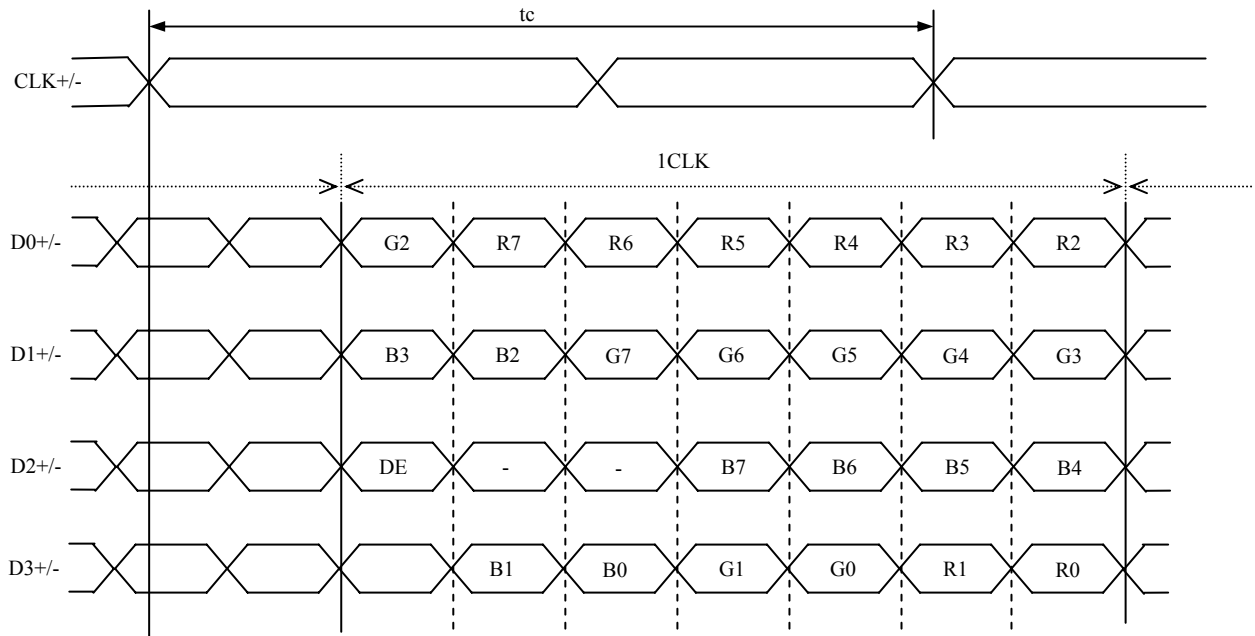 tc
CLK+/-
1CLK
D0+/- G2 R7 R6 R5 R4 R3 R2
D1+/- B3 B2 G7 G6 G5 G4 G3
D2+/- DE - - B7 B6 B5 B4
D3+/- B1 B0 G1 G0 R1 R0